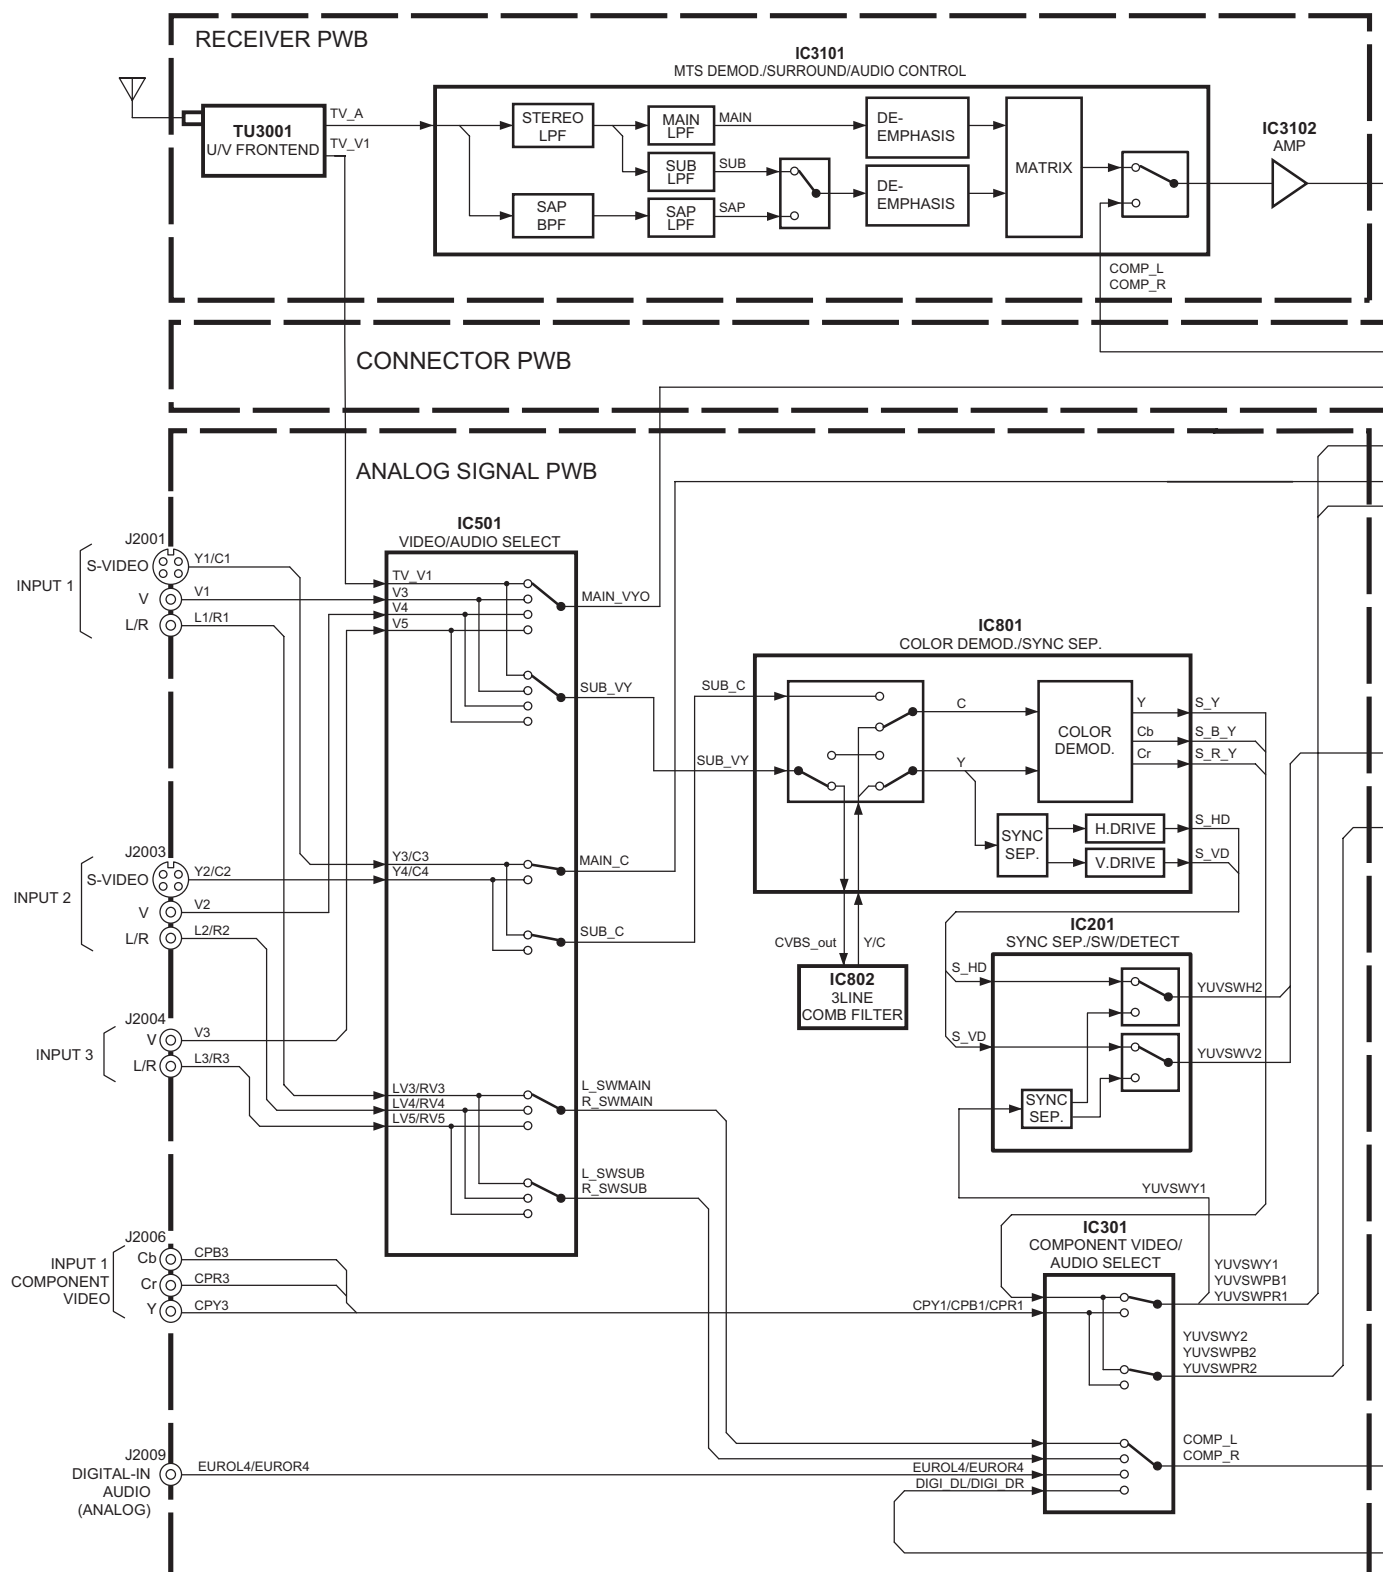 RECEIVER PWB
IC3101
MTS DEMOD./SURROUND/AUDIO CONTROL
TU3001
U/V FRONTEND
TV_A
TV_V1
STEREO
LPF
MAIN
LPF
MAIN
DE-
EMPHASIS
SUB
LPF
SUB
SAP
BPF
SAP
LPF
SAP
DE-
EMPHASIS
MATRIX
IC3102
AMP
COMP_L
COMP_R
CONNECTOR PWB
ANALOG SIGNAL PWB
IC501
VIDEO/AUDIO SELECT
INPUT 1
J2001
S-VIDEO
Y1/C1
V
V1
L/R
L1/R1
TV_V1
V3
V4
V5
MAIN_VYO
SUB_VY
IC801
COLOR DEMOD./SYNC SEP.
SUB_C
SUB_VY
C
Y
COLOR
DEMOD.
Y
Cb
Cr
S_Y
S_B_Y
S_R_Y
SYNC
SEP.
H.DRIVE
V.DRIVE
S_HD
S_VD
INPUT 2
J2003
S-VIDEO
Y2/C2
V
V2
L/R
L2/R2
Y3/C3
Y4/C4
MAIN_C
SUB_C
CVBS_out
Y/C
IC802
3LINE
COMB FILTER
IC201
SYNC SEP./SW/DETECT
S_HD
S_VD
YUVSWH2
YUVSWV2
SYNC
SEP.
YUVSWY1
INPUT 3
J2004
V
V3
L/R
L3/R3
LV3/RV3
LV4/RV4
LV5/RV5
L_SWMAIN
R_SWMAIN
L_SWSUB
R_SWSUB
INPUT 1
COMPONENT
VIDEO
J2006
Cb
CPB3
Cr
CPR3
Y
CPY3
IC301
COMPONENT VIDEO/
AUDIO SELECT
CPY1/CPB1/CPR1
YUVSWY1
YUVSWPB1
YUVSWPR1
YUVSWY2
YUVSWPB2
YUVSWPR2
J2009
DIGITAL-IN
AUDIO
(ANALOG)
EUROL4/EUROR4
EUROL4/EUROR4
DIGI_DL/DIGI_DR
COMP_L
COMP_R